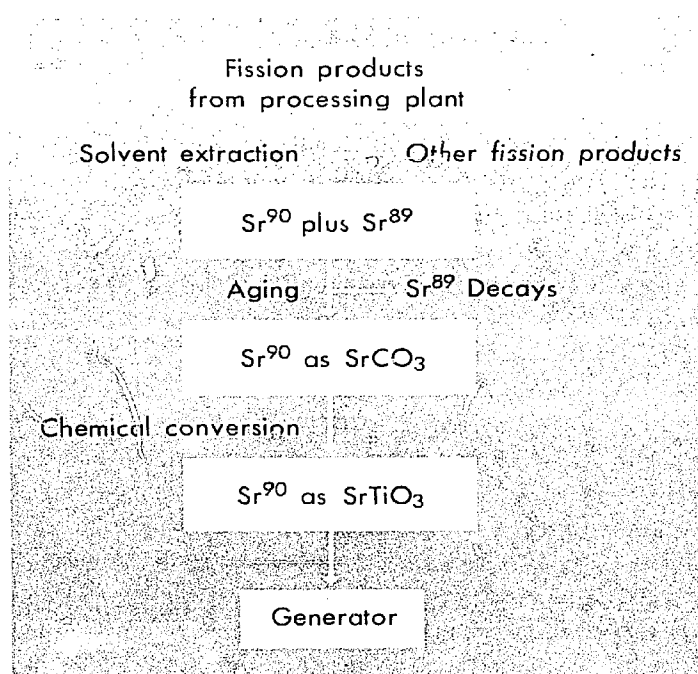 Fission products
from processing plant
Solvent extraction
Other fission products
Sr⁹⁰ plus Sr⁸⁹
Aging
Sr⁸⁹ Decays
Sr⁹⁰ as SrCO₃
Chemical conversion
Sr⁹⁰ as SrTiO₃
Generator